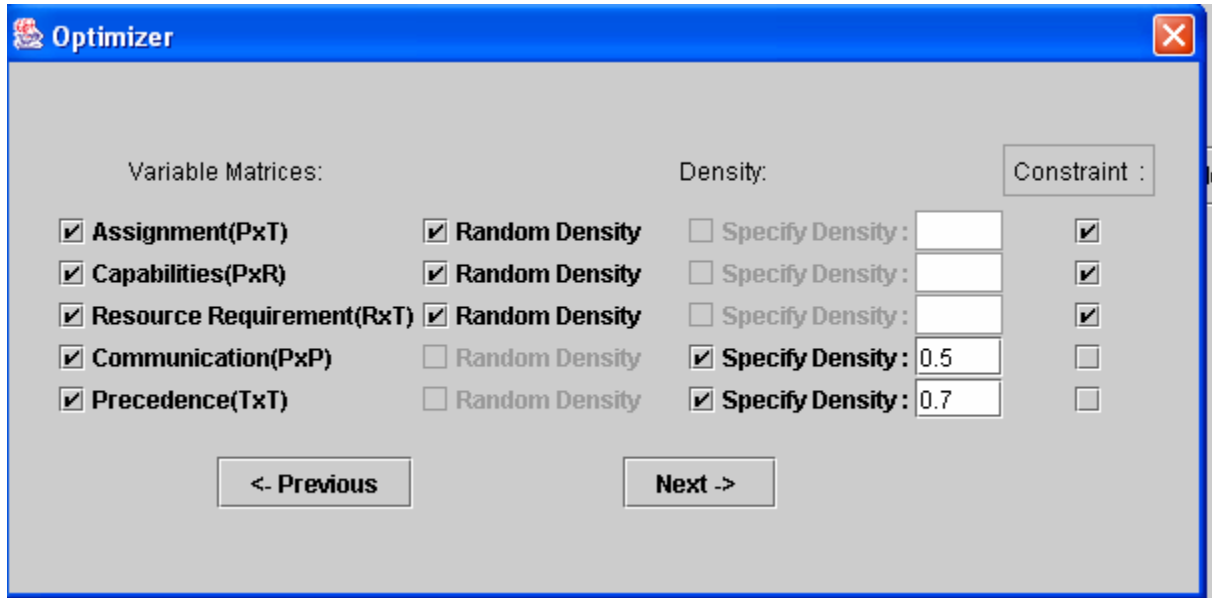 Optimizer
Variable Matrices: Density: Constraint :
Assignment(PxT) Random Density Specify Density :
Capabilities(PxR) Random Density Specify Density :
Resource Requirement(RxT) Random Density Specify Density :
Communication(PxP) Random Density Specify Density : 0.5
Precedence(TxT) Random Density Specify Density : 0.7
<- Previous Next ->